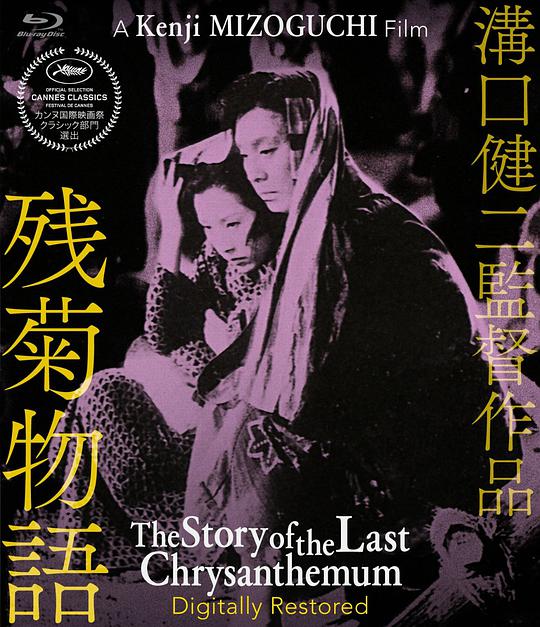 Blu-ray Disc
A Kenji MIZOGUCHI Film
OFFICIAL SELECTION
CANNES CLASSICS
FESTIVAL DE CANNES
カンヌ国際映画祭
クラシック部門
選出
溝口健二監督作品
残菊物語
The Story of the Last
Chrysanthemum
Digitally Restored